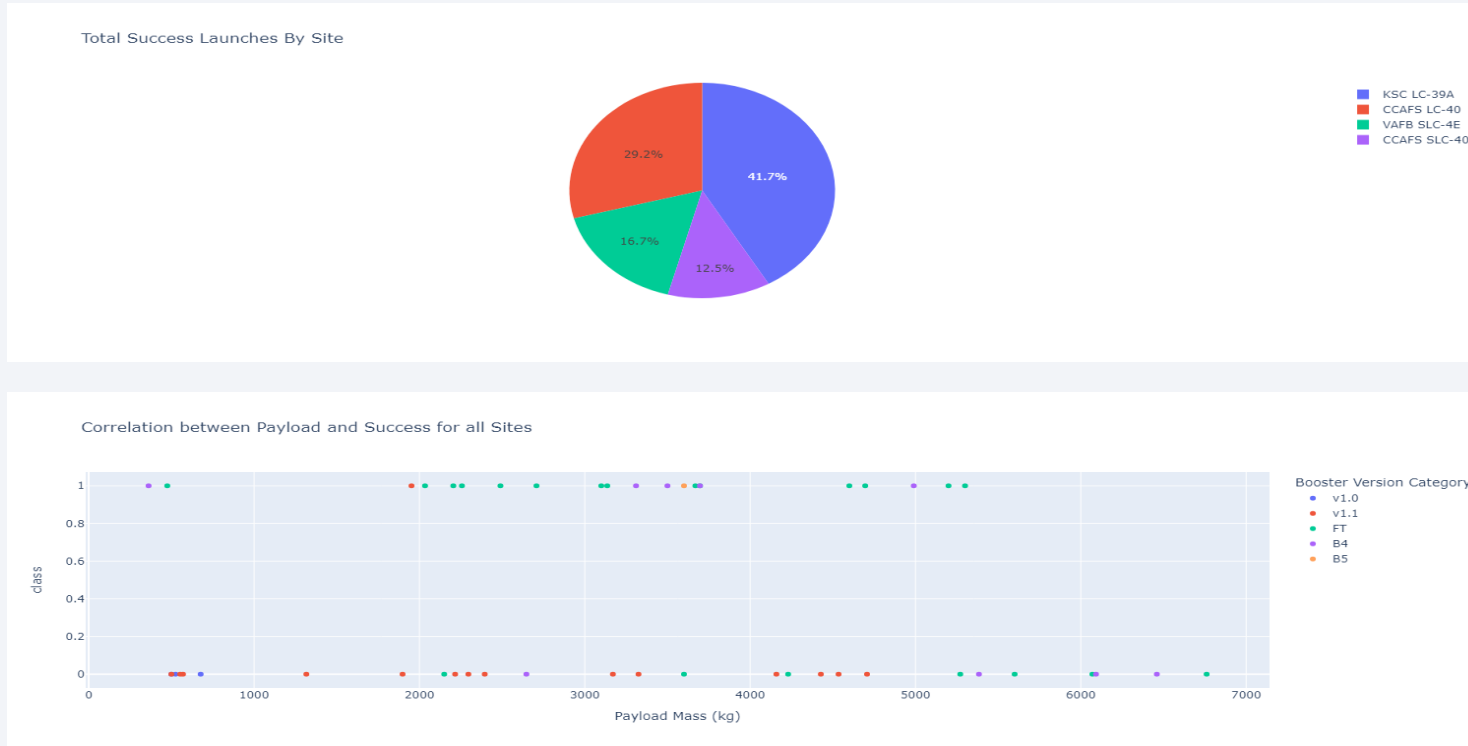 Total Success Launches By Site
KSC LC-39A
CCAFS LC-40
VAFB SLC-4E
CCAFS SLC-40
29.2%
41.7%
16.7%
12.5%
Correlation between Payload and Success for all Sites
Booster Version Category
v1.0
v1.1
FT
B4
B5
class
1
0.8
0.6
0.4
0.2
0
0 1000 2000 3000 4000 5000 6000 7000
Payload Mass (kg)